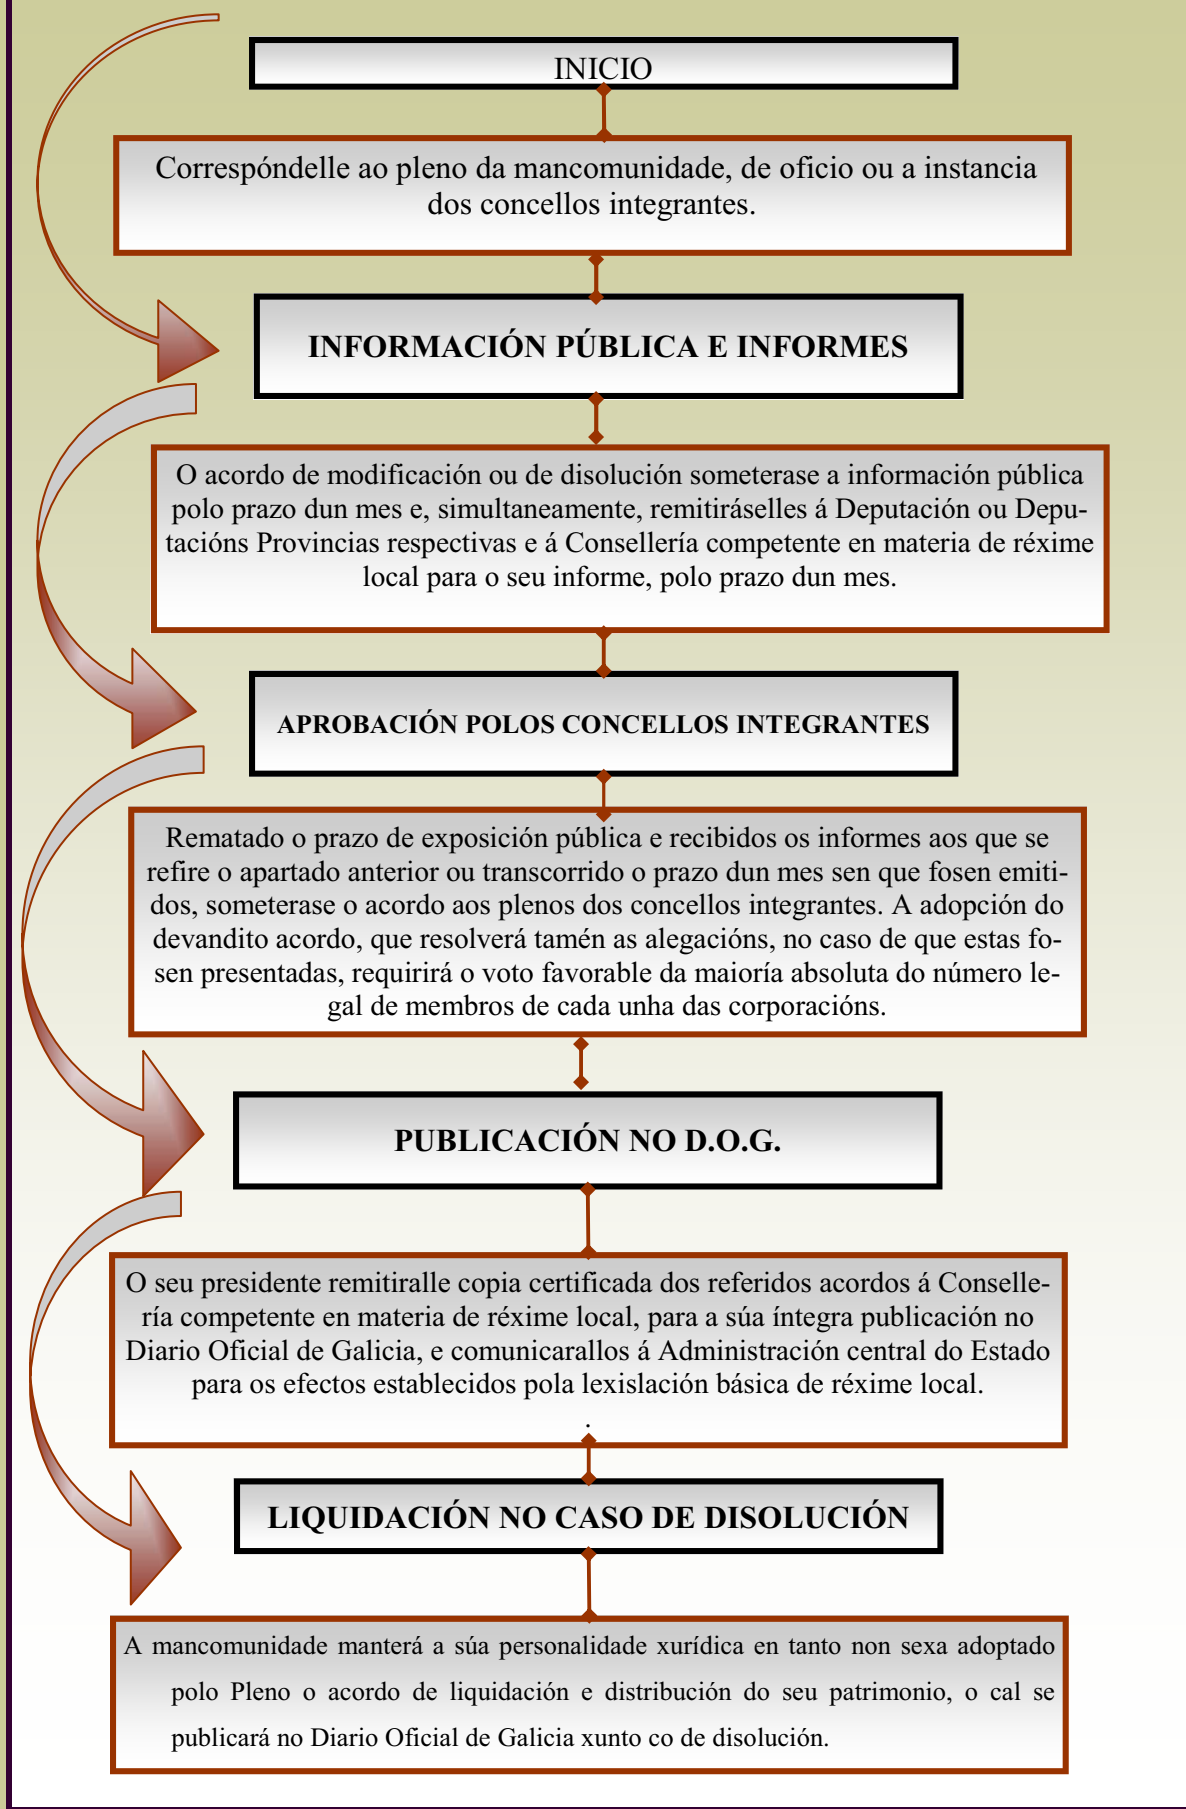 INICIO
Correspóndelle ao pleno da mancomunidade, de oficio ou a instancia
dos concellos integrantes.
INFORMACIÓN PÚBLICA E INFORMES
O acordo de modificación ou de disolución someterase a información pública
polo prazo dun mes e, simultaneamente, remitiráselles á Deputación ou Depu-
tacións Provincias respectivas e á Consellería competente en materia de réxime
local para o seu informe, polo prazo dun mes.
APROBACIÓN POLOS CONCELLOS INTEGRANTES
Rematado o prazo de exposición pública e recibidos os informes aos que se
refire o apartado anterior ou transcorrido o prazo dun mes sen que fosen emiti-
dos, someterase o acordo aos plenos dos concellos integrantes. A adopción do
devandito acordo, que resolverá tamén as alegacións, no caso de que estas fo-
sen presentadas, requirirá o voto favorable da maioría absoluta do número le-
gal de membros de cada unha das corporacións.
PUBLICACIÓN NO D.O.G.
O seu presidente remitiralle copia certificada dos referidos acordos á Conselle-
ría competente en materia de réxime local, para a súa íntegra publicación no
Diario Oficial de Galicia, e comunicarallos á Administración central do Estado
para os efectos establecidos pola lexislación básica de réxime local.
.
LIQUIDACIÓN NO CASO DE DISOLUCIÓN
A mancomunidade manterá a súa personalidade xurídica en tanto non sexa adoptado
polo Pleno o acordo de liquidación e distribución do seu patrimonio, o cal se
publicará no Diario Oficial de Galicia xunto co de disolución.